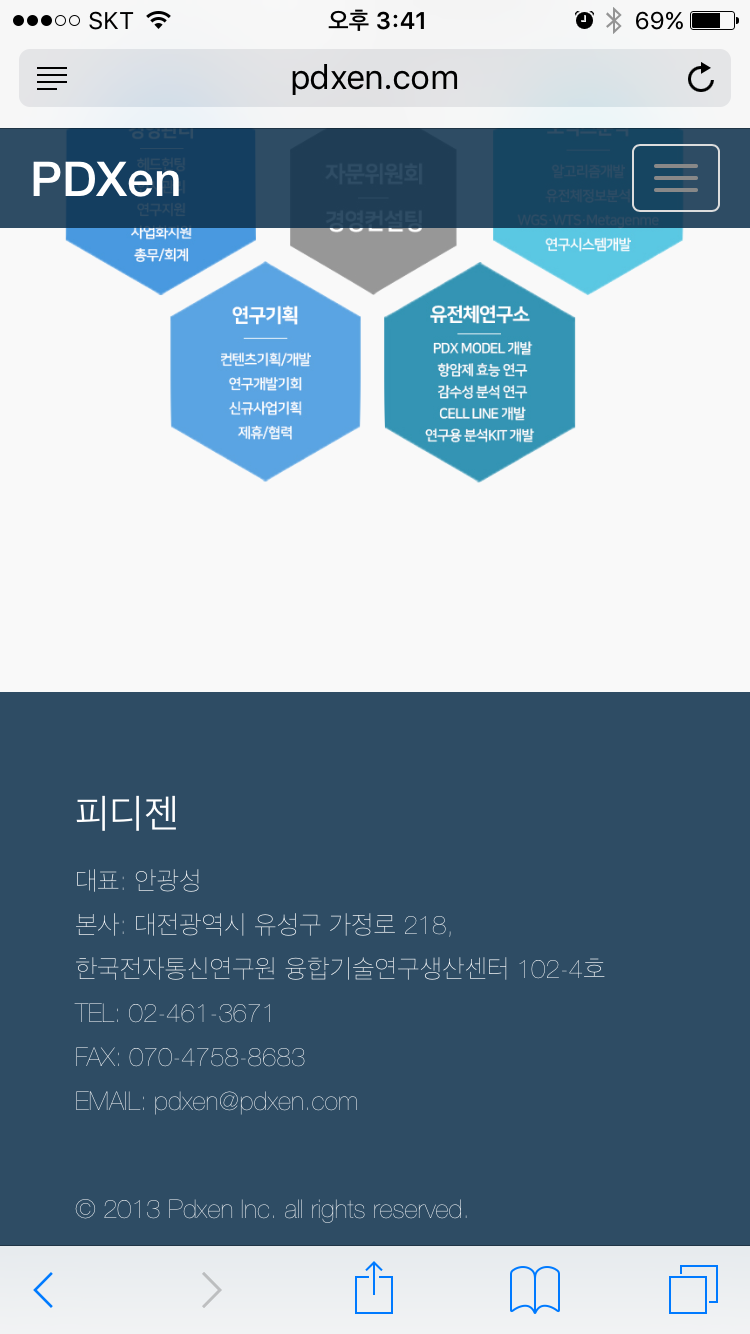 SKT
오후 3:41
69%
pdxen.com
PDXen
헤드헌팅
연구지원
사업화지원
총무/회계
자문위원회
경영컨설팅
알고리즘개발
유전체정보분석
WGS·WTS·Metagenme
연구시스템개발
연구기획
컨텐츠기획/개발
연구개발기회
신규사업기획
제휴/협력
유전체연구소
PDX MODEL 개발
항암제 효능 연구
감수성 분석 연구
CELL LINE 개발
연구용 분석KIT 개발
피디젠
대표: 안광성
본사: 대전광역시 유성구 가정로 218,
한국전자통신연구원 융합기술연구생산센터 102-4호
TEL: 02-461-3671
FAX: 070-4758-8683
EMAIL: pdxen@pdxen.com
© 2013 Pdxen Inc. all rights reserved.